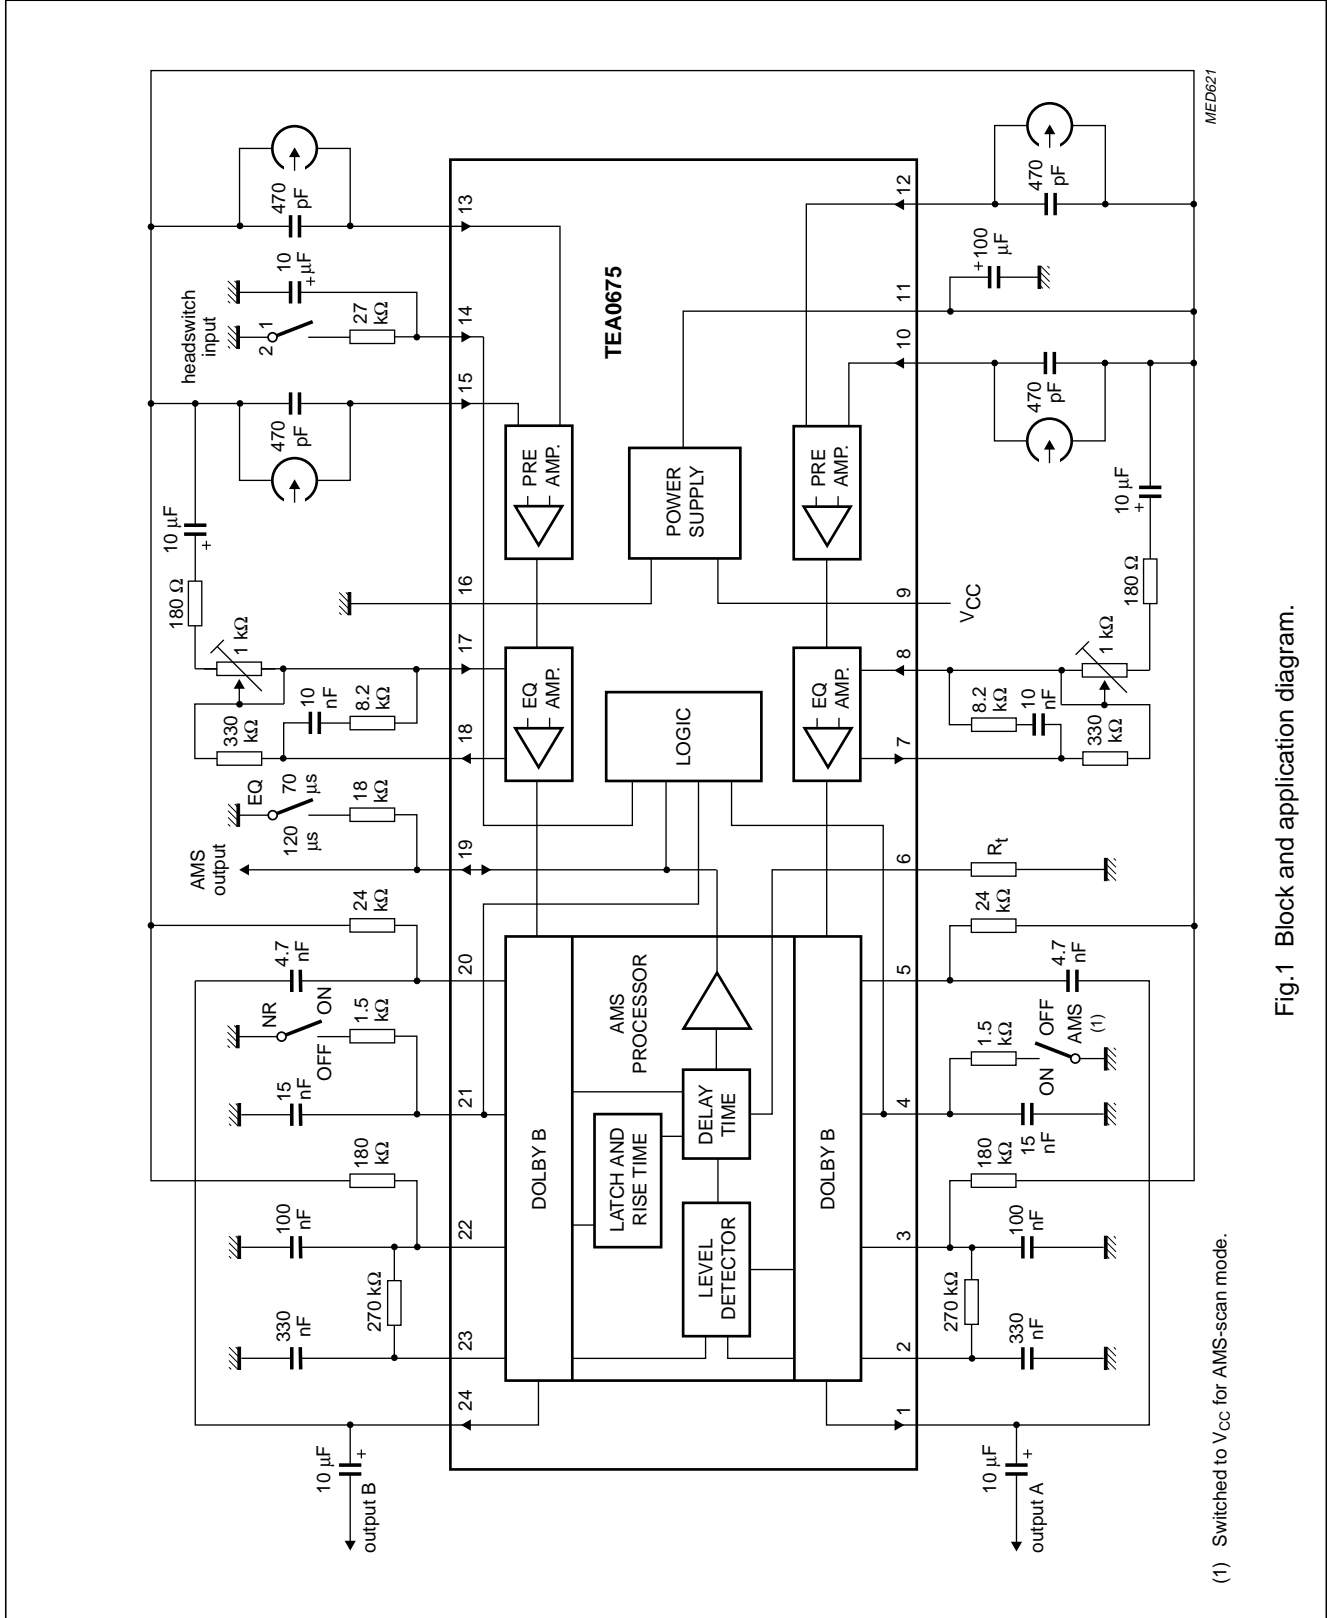 10 μF
+
output B
24
330
nF
23
270 kΩ
100
nF
22
180
kΩ
15
nF
21
NR
OFF
ON
1.5
kΩ
4.7
nF
20
24
kΩ
AMS
output
19
EQ
120
μs
70
μs
18
kΩ
18
330
kΩ
10
nF
8.2
kΩ
17
1 kΩ
180 Ω
10 μF
+
16
470
pF
15
headswitch
input
2
1
27
kΩ
14
10
μF
+
470
pF
13
TEA0675
DOLBY B
AMS
PROCESSOR
LATCH AND
RISE TIME
LEVEL
DETECTOR
DELAY
TIME
DOLBY B
EQ
AMP.
LOGIC
EQ
AMP.
PRE
AMP.
POWER
SUPPLY
PRE
AMP.
1
10 μF
+
output A
2
330
nF
270 kΩ
3
100
nF
180
kΩ
4
15
nF
1.5
kΩ
ON
OFF
AMS
(1)
5
4.7
nF
24
kΩ
6
Rt
7
330
kΩ
8.2
kΩ
10
nF
8
1 kΩ
180 Ω
10 μF
+
9
VCC
10
470
pF
11
+
100
μF
12
470
pF
MED621
(1) Switched to VCC for AMS-scan mode.
Fig.1 Block and application diagram.